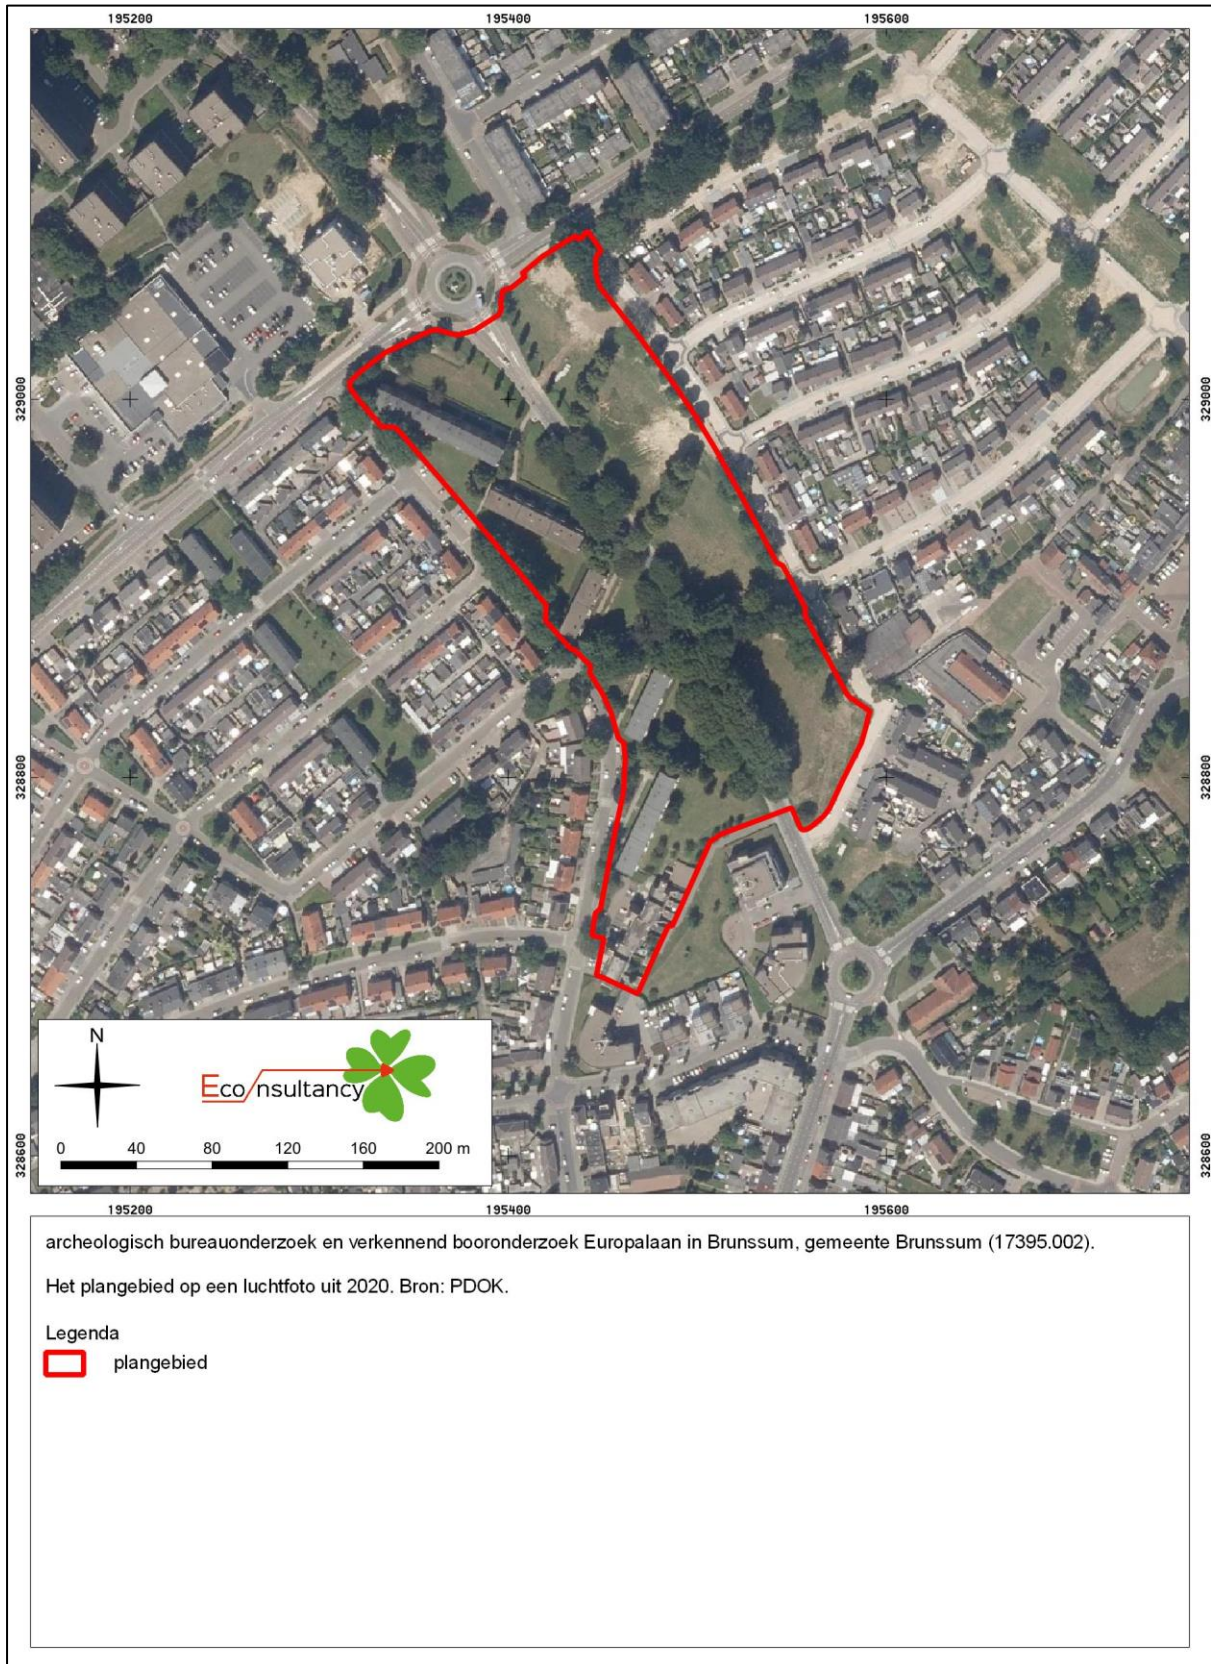 195200 195400 195600
329000 329000
328800 328800
N
Econsultancy
0 40 80 120 160 200 m
328600 328600
195200 195400 195600
archeologisch bureauonderzoek en verkennend booronderzoek Europalaan in Brunssum, gemeente Brunssum (17395.002).
Het plangebied op een luchtfoto uit 2020. Bron: PDOK.
Legenda
plangebied